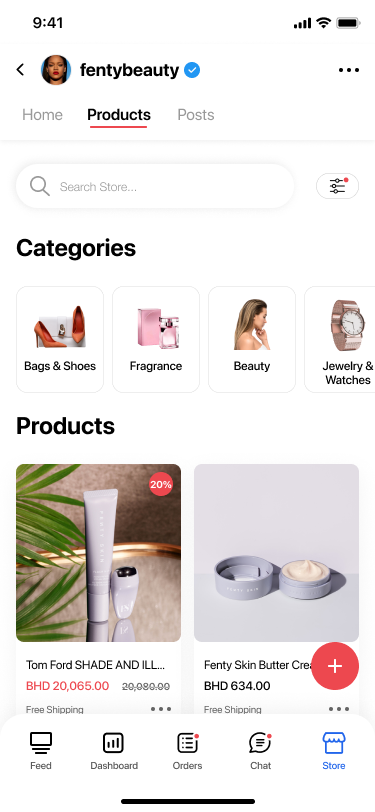 9:41
fentybeauty
Home Products Posts
Search Store...
Categories
Bags & Shoes
Fragrance
Beauty
Jewelry &
Watches
Products
20%
Tom Ford SHADE AND ILL...
BHD 20,065.00 20,080.00
Free Shipping
Fenty Skin Butter Crea
BHD 634.00
Free Shipping
Feed
Dashboard
Orders
Chat
Store